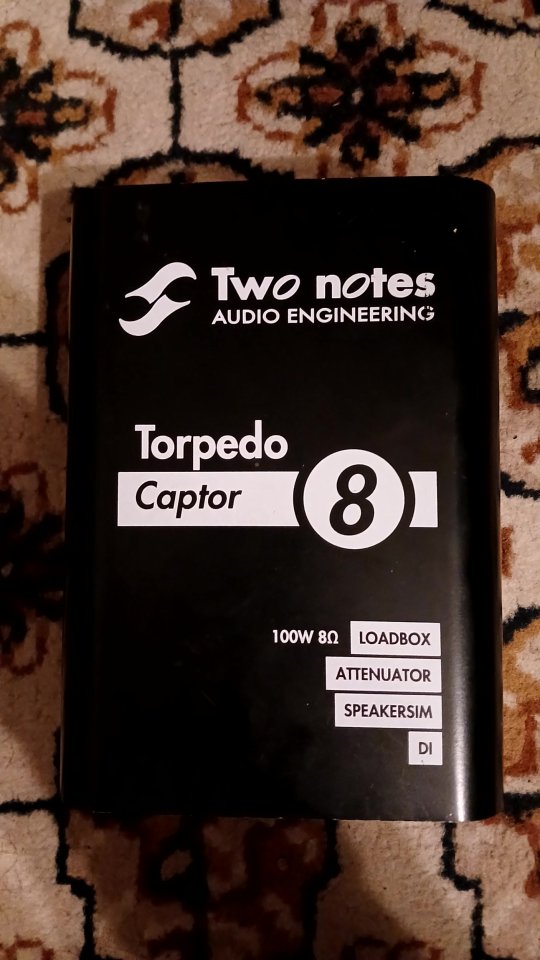 Two notes
AUDIO ENGINEERING
Torpedo
Captor 8
100W 8Ω LOADBOX
ATTENUATOR
SPEAKERSIM
DI